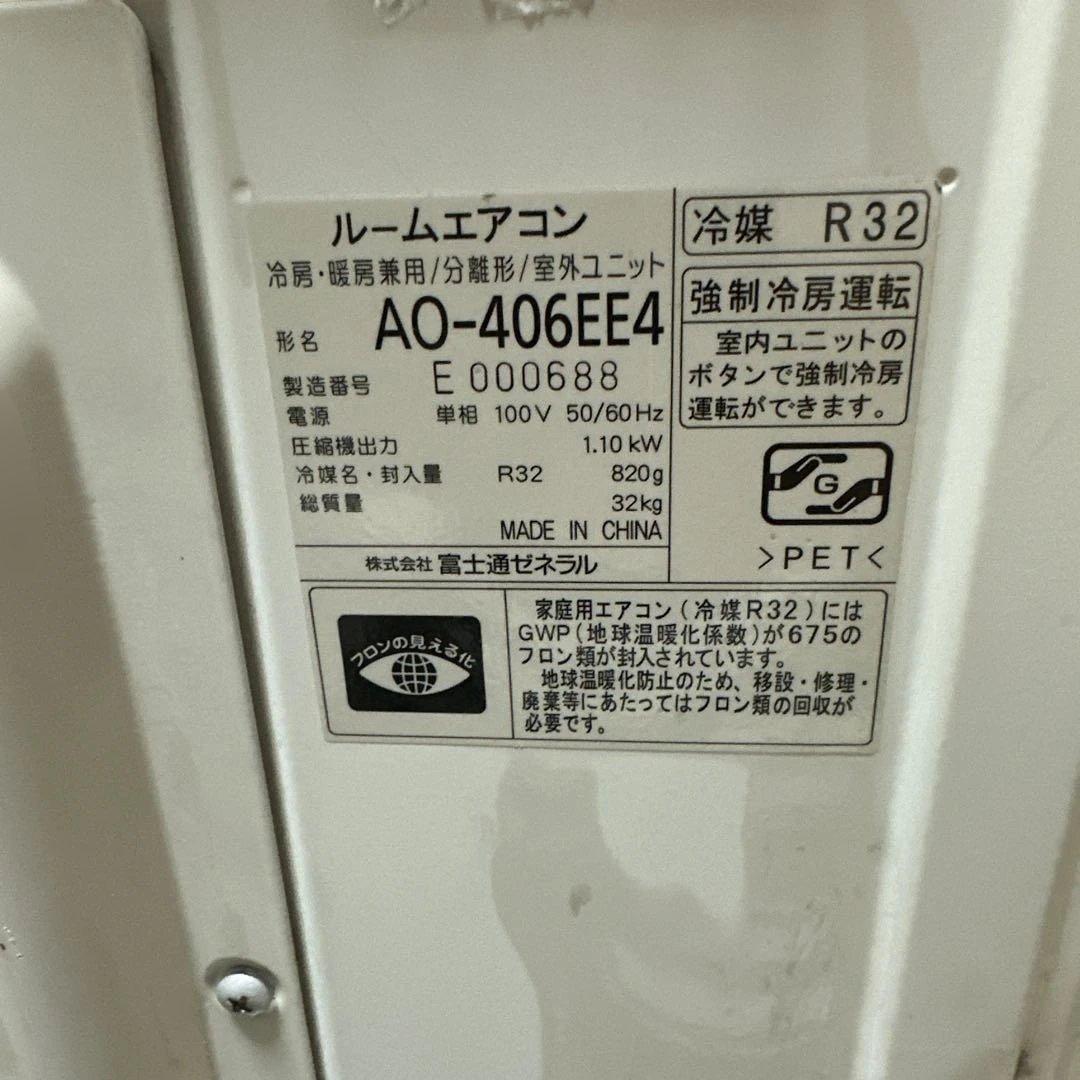 ルームエアコン
冷房・暖房兼用/分離形/室外ユニット
形名 AO-406EE4
製造番号 E 000688
電源 単相 100V 50/60Hz
圧縮機出力 1.10 kW
冷媒名・封入量 R32 820g
総質量 32kg
MADE IN CHINA
株式会社 富士通ゼネラル
冷媒 R32
強制冷房運転
室内ユニットの
ボタンで強制冷房
運転ができます。
G
>PET<
フロンの見える化
家庭用エアコン(冷媒R32)には
GWP(地球温暖化係数)が675の
フロン類が封入されています。
地球温暖化防止のため、移設・修理・
廃棄等にあたってはフロン類の回収が
必要です。